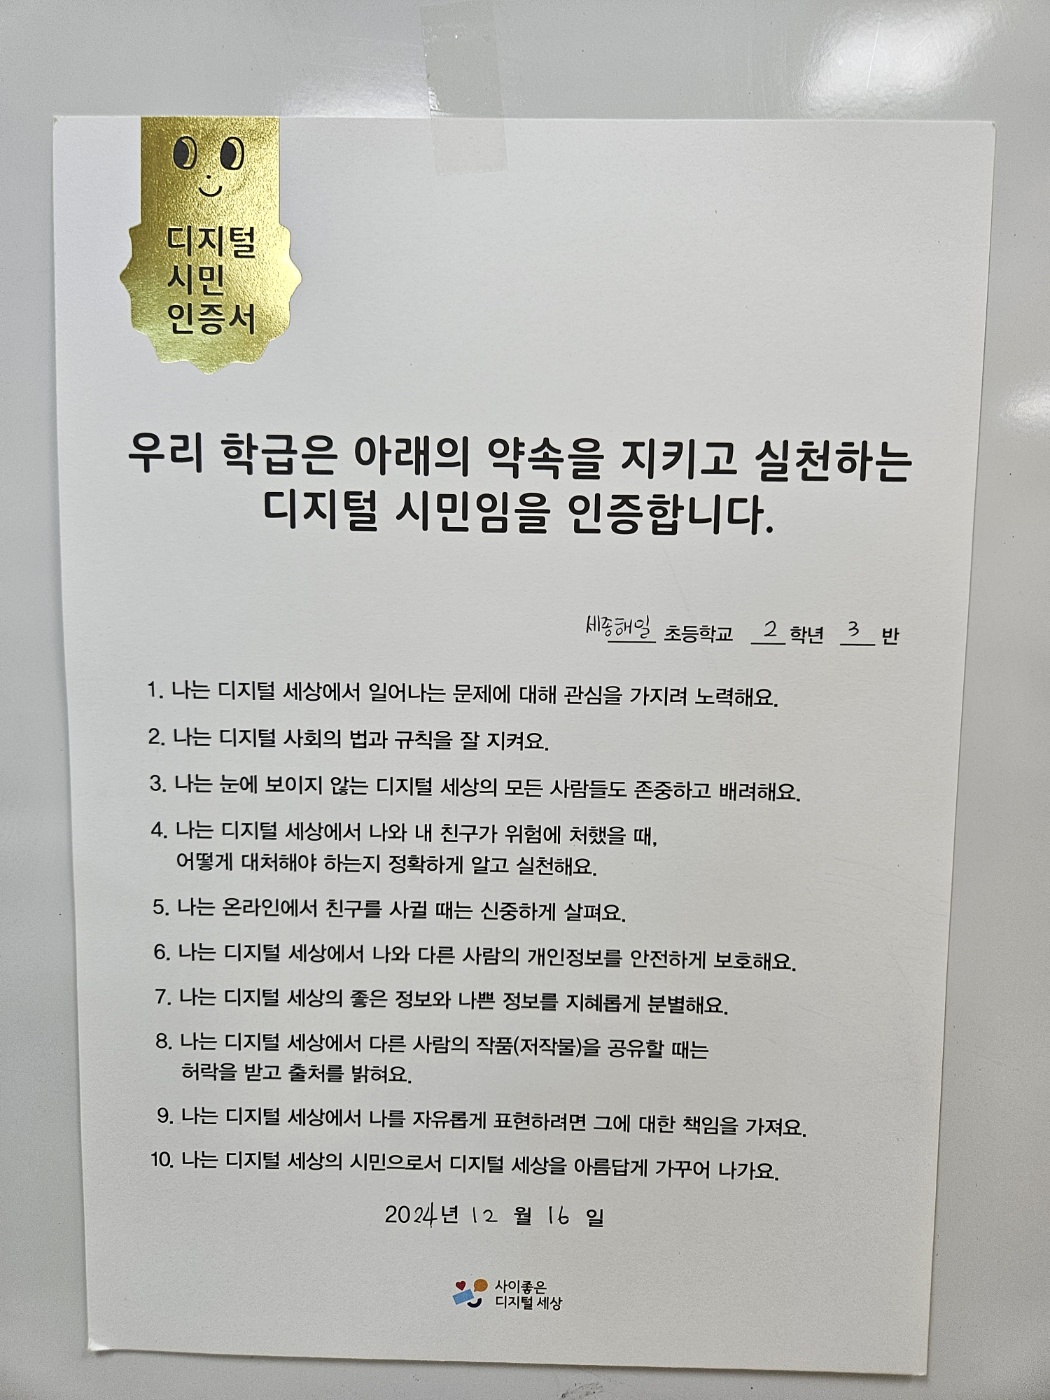 디지털
시민
인증서
우리 학급은 아래의 약속을 지키고 실천하는
디지털 시민임을 인증합니다.
세종해일 초등학교 2 학년 3 반
1. 나는 디지털 세상에서 일어나는 문제에 대해 관심을 가지려 노력해요.
2. 나는 디지털 사회의 법과 규칙을 잘 지켜요.
3. 나는 눈에 보이지 않는 디지털 세상의 모든 사람들도 존중하고 배려해요.
4. 나는 디지털 세상에서 나와 내 친구가 위험에 처했을 때,
어떻게 대처해야 하는지 정확하게 알고 실천해요.
5. 나는 온라인에서 친구를 사귈 때는 신중하게 살펴요.
6. 나는 디지털 세상에서 나와 다른 사람의 개인정보를 안전하게 보호해요.
7. 나는 디지털 세상의 좋은 정보와 나쁜 정보를 지혜롭게 분별해요.
8. 나는 디지털 세상에서 다른 사람의 작품(저작물)을 공유할 때는
허락을 받고 출처를 밝혀요.
9. 나는 디지털 세상에서 나를 자유롭게 표현하려면 그에 대한 책임을 가져요.
10. 나는 디지털 세상의 시민으로서 디지털 세상을 아름답게 가꾸어 나가요.
2024년 12 월 16 일
사이좋은
디지털 세상